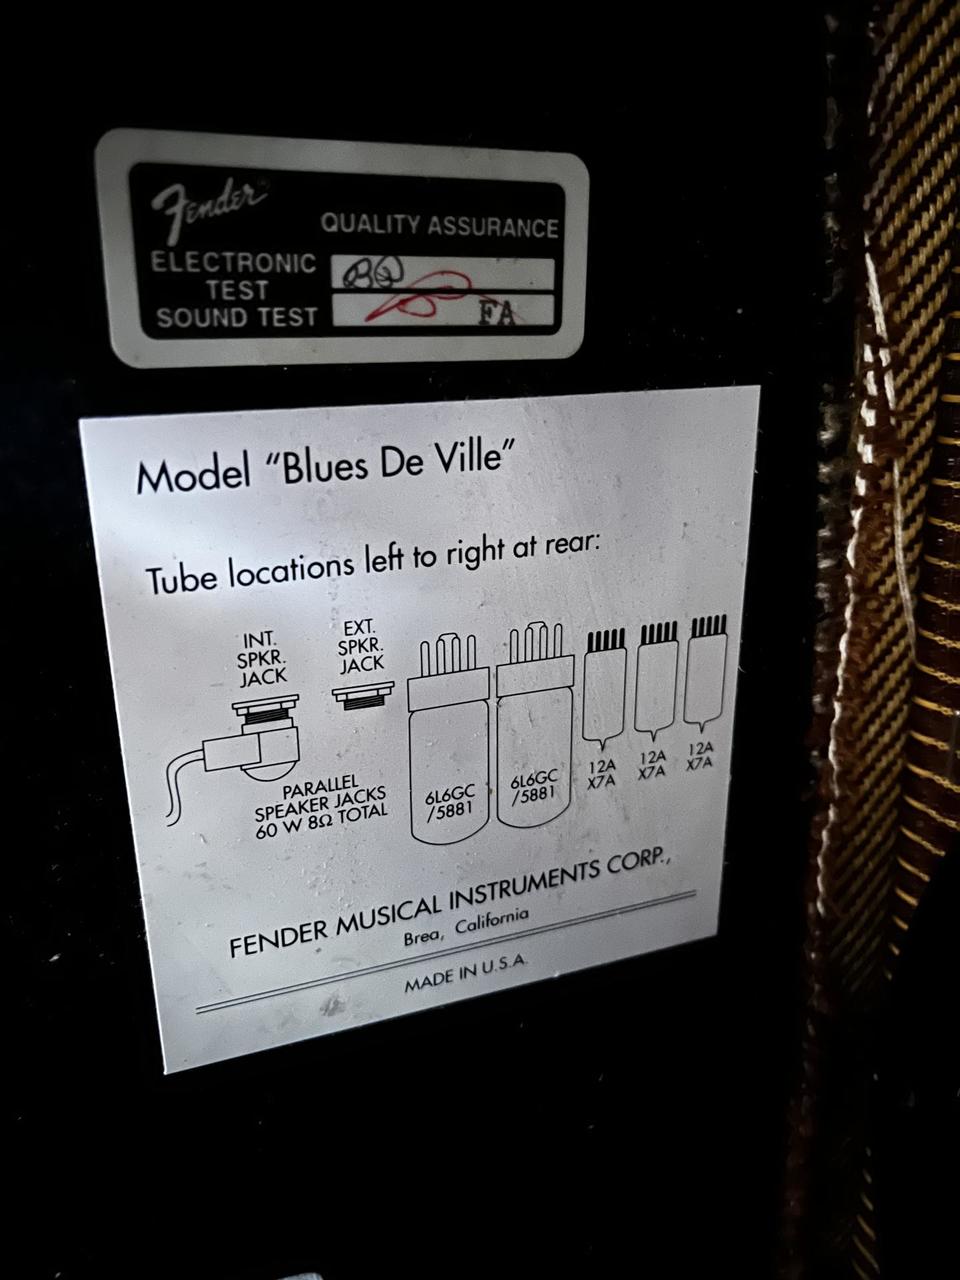 Fender®
QUALITY ASSURANCE
ELECTRONIC
TEST
BQ
SOUND TEST
FA
Model "Blues De Ville"
Tube locations left to right at rear:
INT.
SPKR.
JACK
EXT.
SPKR.
JACK
PARALLEL
SPEAKER JACKS
60 W 8Ω TOTAL
6L6GC
/5881
6L6GC
/5881
12A
X7A
12A
X7A
12A
X7A
FENDER MUSICAL INSTRUMENTS CORP.,
Brea, California
MADE IN U.S.A.